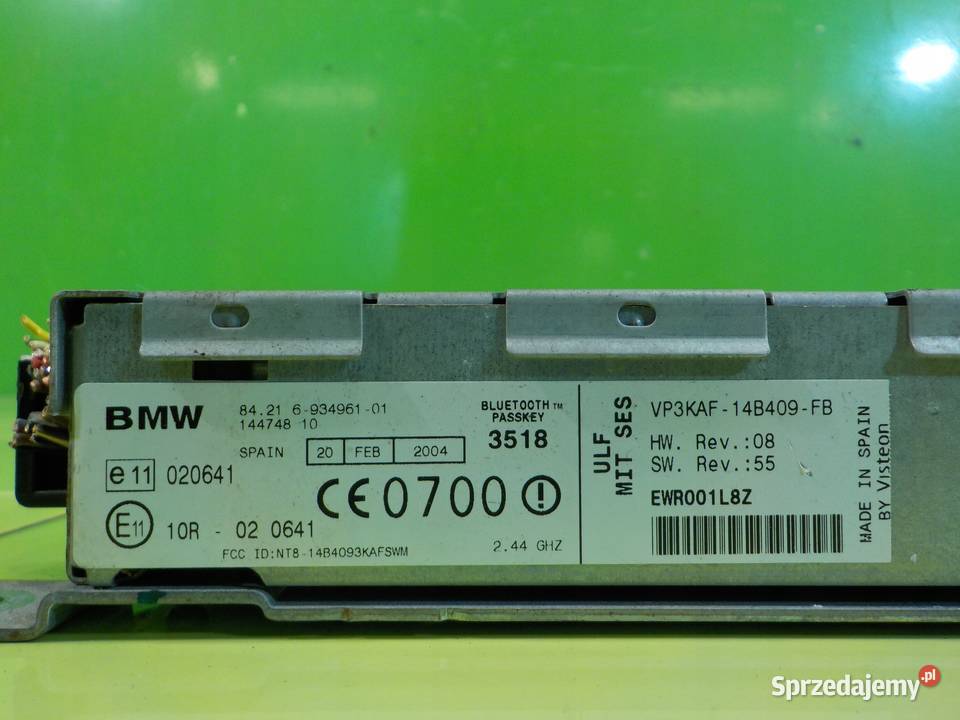 BMW
84.21 6-934961-01
144748 10
SPAIN 20 FEB 2004
BLUETOOTH™
PASSKEY
3518
e11 020641
CE0700
E11 10R - 02 0641
FCC ID:NT8-14B4093KAFSWM
2.44 GHZ
ULF
MIT SES
VP3KAF-14B409-FB
HW. Rev.:08
SW. Rev.:55
EWR001L8Z
MADE IN SPAIN
BY Visteon
Sprzedajemy.pl